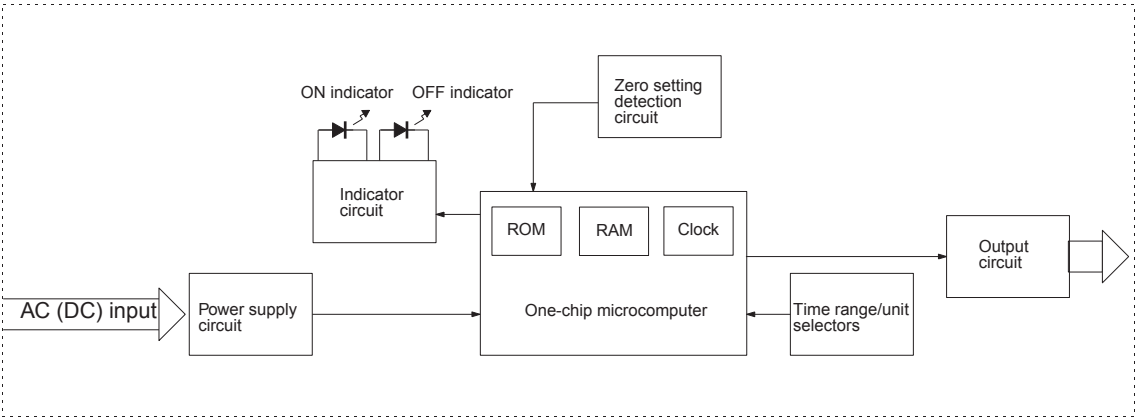 Zero setting
detection
circuit
ON indicator
OFF indicator
Indicator
circuit
ROM
RAM
Clock
One-chip microcomputer
Output
circuit
AC (DC) input
Power supply
circuit
Time range/unit
selectors